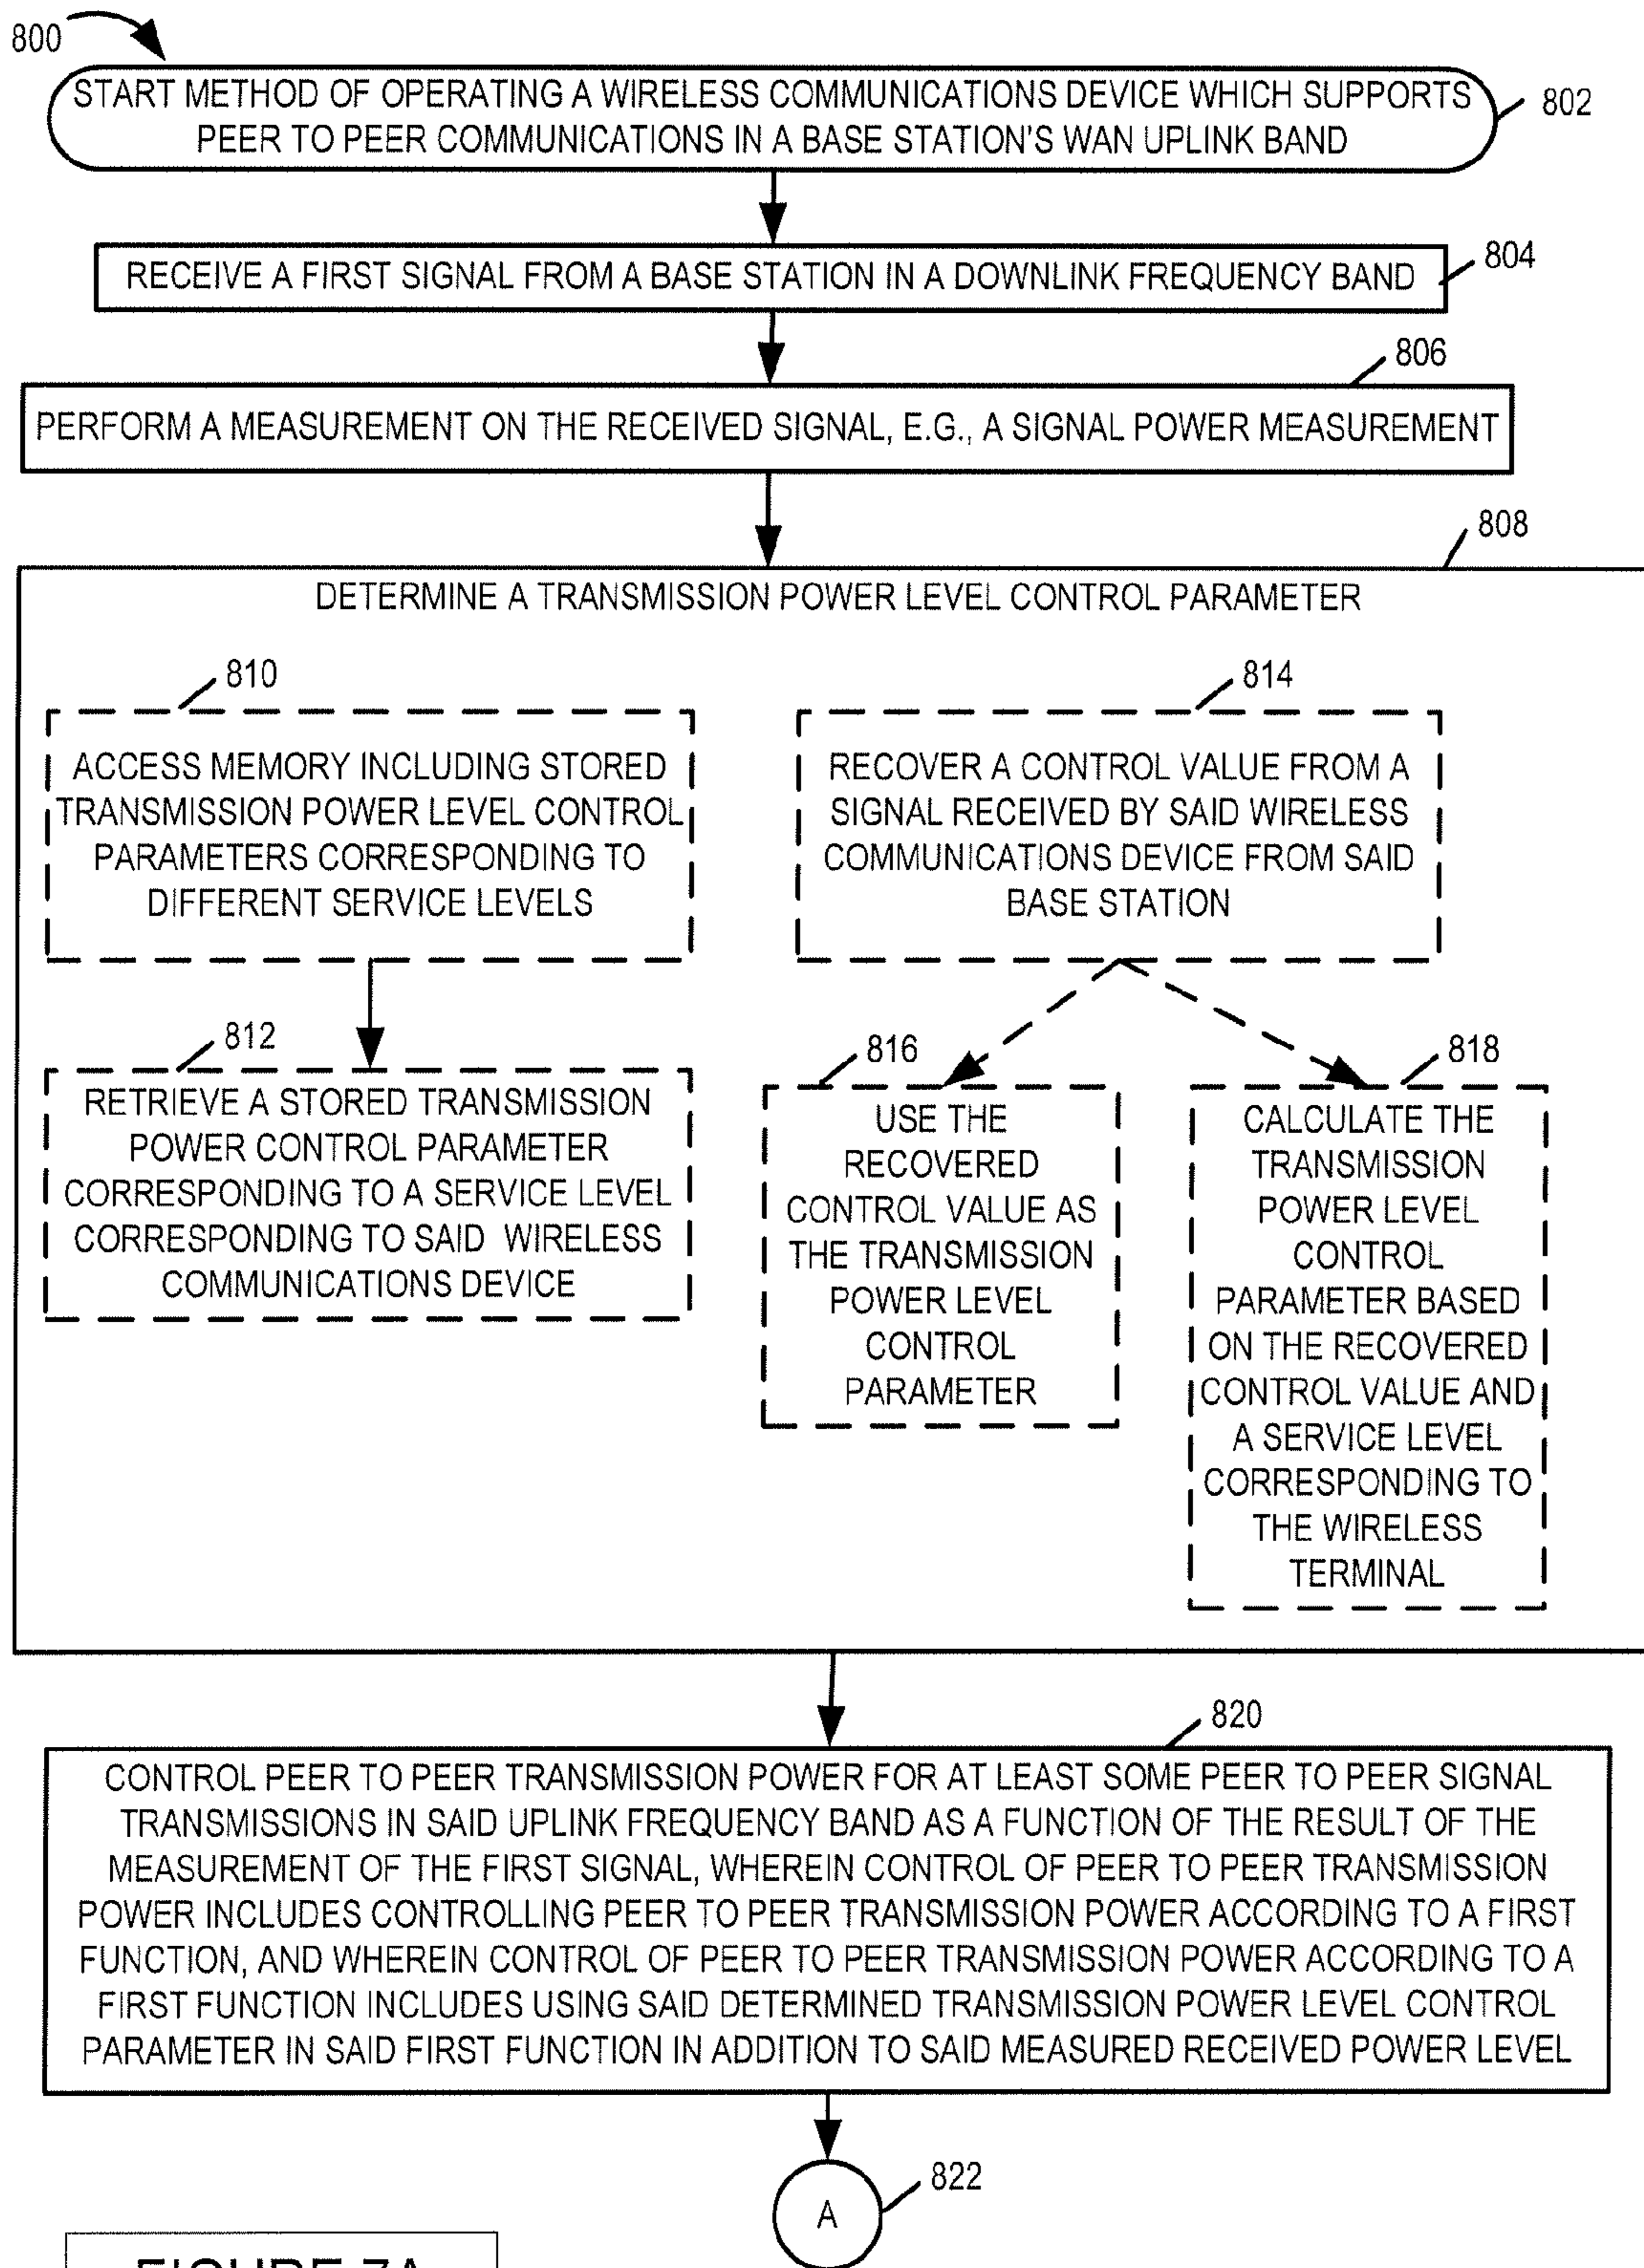 800
START METHOD OF OPERATING A WIRELESS COMMUNICATIONS DEVICE WHICH SUPPORTS
PEER TO PEER COMMUNICATIONS IN A BASE STATION'S WAN UPLINK BAND
802
RECEIVE A FIRST SIGNAL FROM A BASE STATION IN A DOWNLINK FREQUENCY BAND
804
806
PERFORM A MEASUREMENT ON THE RECEIVED SIGNAL, E.G., A SIGNAL POWER MEASUREMENT
808
DETERMINE A TRANSMISSION POWER LEVEL CONTROL PARAMETER
810
ACCESS MEMORY INCLUDING STORED
TRANSMISSION POWER LEVEL CONTROL
PARAMETERS CORRESPONDING TO
DIFFERENT SERVICE LEVELS
812
RETRIEVE A STORED TRANSMISSION
POWER CONTROL PARAMETER
CORRESPONDING TO A SERVICE LEVEL
CORRESPONDING TO SAID WIRELESS
COMMUNICATIONS DEVICE
814
RECOVER A CONTROL VALUE FROM A
SIGNAL RECEIVED BY SAID WIRELESS
COMMUNICATIONS DEVICE FROM SAID
BASE STATION
816
USE THE
RECOVERED
CONTROL VALUE AS
THE TRANSMISSION
POWER LEVEL
CONTROL
PARAMETER
818
CALCULATE THE
TRANSMISSION
POWER LEVEL
CONTROL
PARAMETER BASED
ON THE RECOVERED
CONTROL VALUE AND
A SERVICE LEVEL
CORRESPONDING TO
THE WIRELESS
TERMINAL
820
CONTROL PEER TO PEER TRANSMISSION POWER FOR AT LEAST SOME PEER TO PEER SIGNAL
TRANSMISSIONS IN SAID UPLINK FREQUENCY BAND AS A FUNCTION OF THE RESULT OF THE
MEASUREMENT OF THE FIRST SIGNAL, WHEREIN CONTROL OF PEER TO PEER TRANSMISSION
POWER INCLUDES CONTROLLING PEER TO PEER TRANSMISSION POWER ACCORDING TO A FIRST
FUNCTION, AND WHEREIN CONTROL OF PEER TO PEER TRANSMISSION POWER ACCORDING TO A
FIRST FUNCTION INCLUDES USING SAID DETERMINED TRANSMISSION POWER LEVEL CONTROL
PARAMETER IN SAID FIRST FUNCTION IN ADDITION TO SAID MEASURED RECEIVED POWER LEVEL
A
822
FIGURE 7A